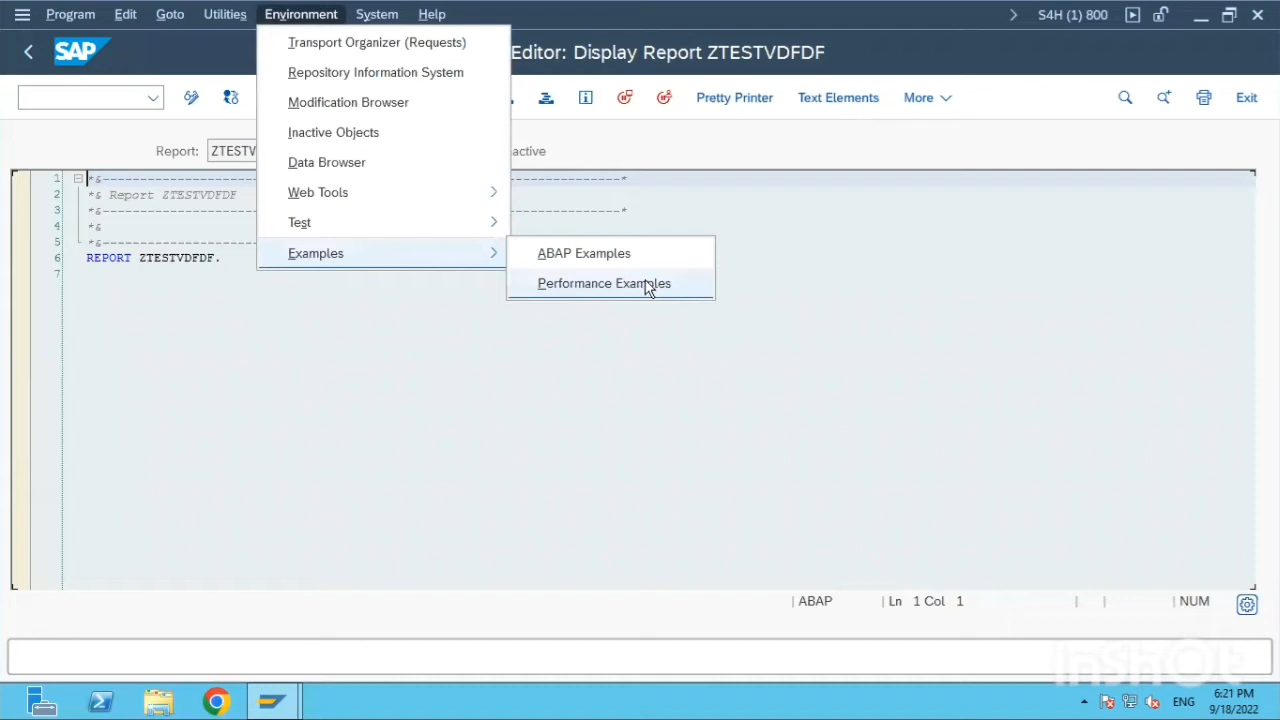 Program Edit Goto Utilities Environment System Help S4H (1) 800
SAP
Editor: Display Report ZTESTVDFDF
Transport Organizer (Requests)
Repository Information System
Modification Browser
Inactive Objects
Data Browser
Web Tools
Test
Examples
ABAP Examples
Performance Examples
Pretty Printer Text Elements More Exit
Report: ZTESTV active
1 *&---------------------- ---------------------*
2 *& Report ZTESTVDFDF
3 *&---------------------- ---------------------*
4 *&
5 *&----------------------
6 REPORT ZTESTVDFDF.
7
ABAP Ln 1 Col 1 NUM
InShOt
ENG
6:21 PM
9/18/2022